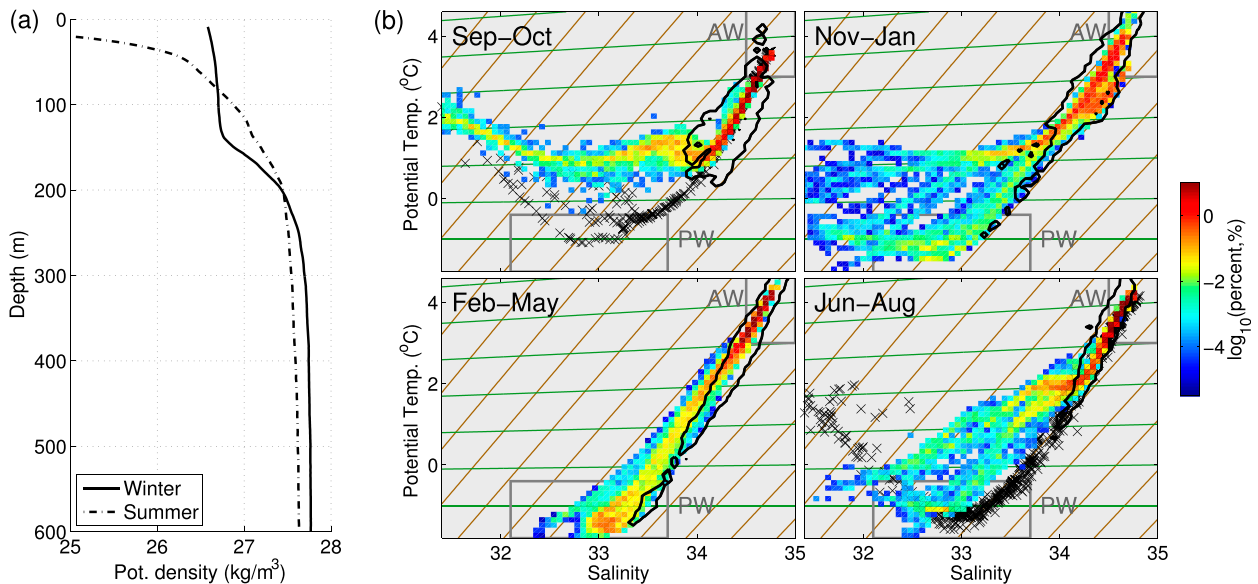 (a)
0
100
200
300
400
500
600
Depth (m)
25
26
27
28
Pot. density (kg/m³)
Winter
Summer
(b)
Sep−Oct
AW
PW
Nov−Jan
AW
PW
4
2
0
Potential Temp. (⁰C)
Feb−May
AW
PW
Jun−Aug
AW
PW
4
2
0
Potential Temp. (⁰C)
32
33
34
35
Salinity
32
33
34
35
Salinity
0
−2
−4
log₁₀(percent,%)